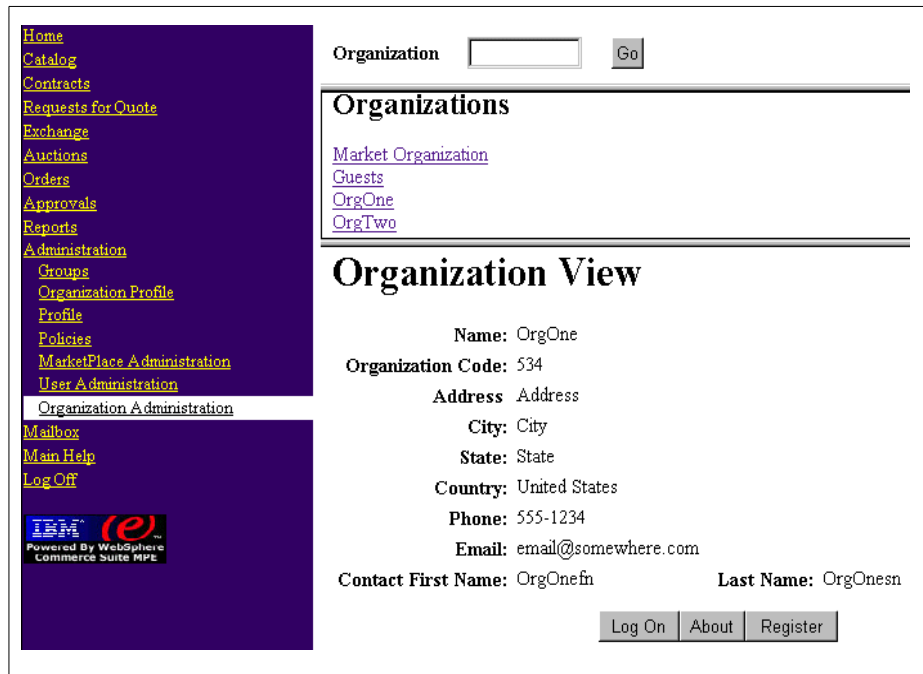 Home
Catalog
Contracts
Requests for Quote
Exchange
Auctions
Orders
Approvals
Reports
Administration
Groups
Organization Profile
Profile
Policies
MarketPlace Administration
User Administration
Organization Administration
Mailbox
Main Help
Log Off
IBM e
Powered By WebSphere
Commerce Suite MPE
Organization Go
Organizations
Market Organization
Guests
OrgOne
OrgTwo
Organization View
Name: OrgOne
Organization Code: 534
Address Address
City: City
State: State
Country: United States
Phone: 555-1234
Email: email@somewhere.com
Contact First Name: OrgOnefn Last Name: OrgOnesn
Log On About Register